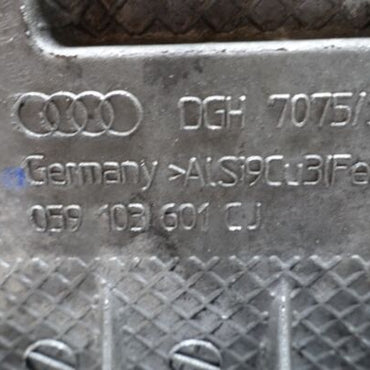 DGH 7075/
Germany >AlSi9Cu3(Fe
059 103 601 CJ